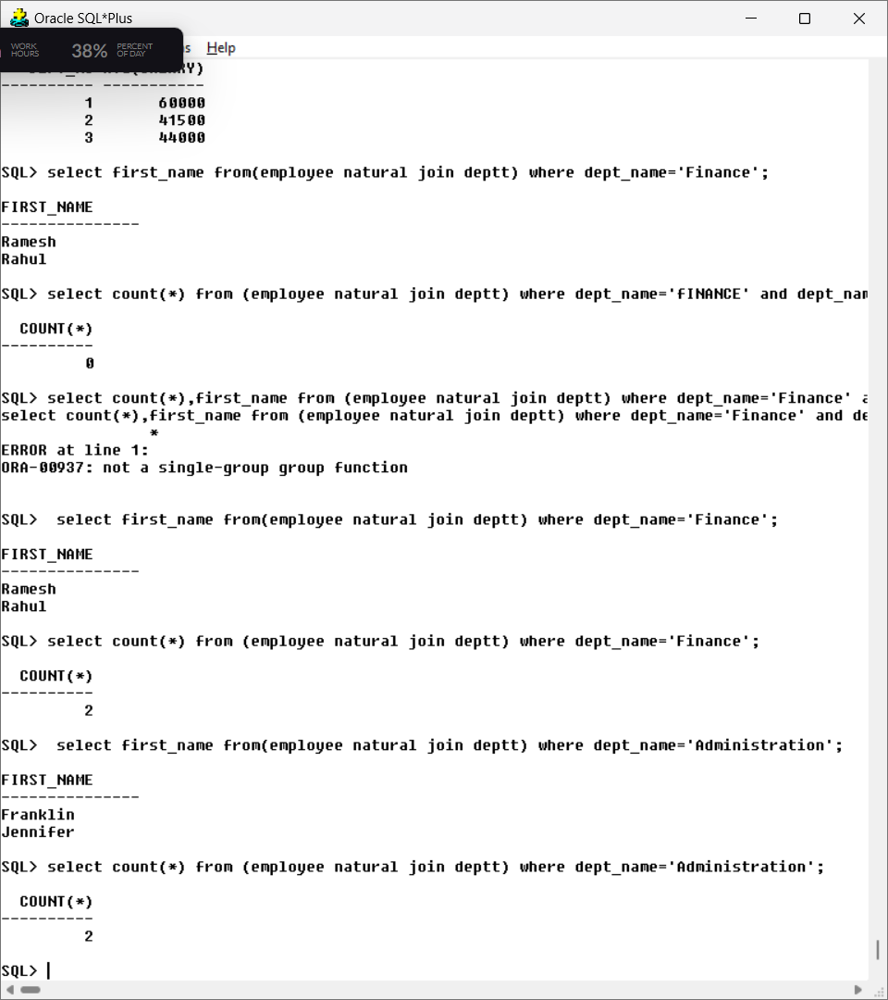 Oracle SQL*Plus
WORK HOURS 38% PERCENT OF DAY
Help
---------- -----------
1 60000
2 41500
3 44000
SQL> select first_name from(employee natural join deptt) where dept_name='Finance';
FIRST_NAME
---------------
Ramesh
Rahul
SQL> select count(*) from (employee natural join deptt) where dept_name='fINANCE' and dept_nam
COUNT(*)
----------
0
SQL> select count(*),first_name from (employee natural join deptt) where dept_name='Finance' a
select count(*),first_name from (employee natural join deptt) where dept_name='Finance' and de
*
ERROR at line 1:
ORA-00937: not a single-group group function
SQL>  select first_name from(employee natural join deptt) where dept_name='Finance';
FIRST_NAME
---------------
Ramesh
Rahul
SQL> select count(*) from (employee natural join deptt) where dept_name='Finance';
COUNT(*)
----------
2
SQL>  select first_name from(employee natural join deptt) where dept_name='Administration';
FIRST_NAME
---------------
Franklin
Jennifer
SQL> select count(*) from (employee natural join deptt) where dept_name='Administration';
COUNT(*)
----------
2
SQL>